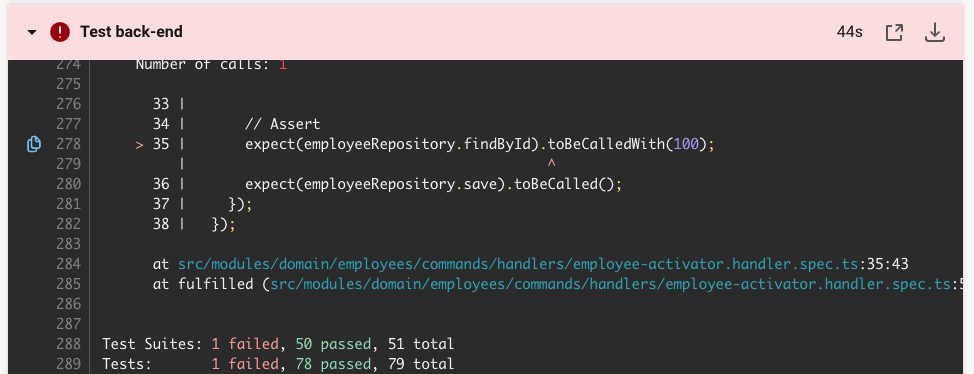 Test back-end 44s
274 Number of calls: 1
275
276 33 |
277 34 | // Assert
278 > 35 | expect(employeeRepository.findById).toBeCalledWith(100);
279 | ^
280 36 | expect(employeeRepository.save).toBeCalled();
281 37 | });
282 38 | });
283
284 at src/modules/domain/employees/commands/handlers/employee-activator.handler.spec.ts:35:43
285 at fulfilled (src/modules/domain/employees/commands/handlers/employee-activator.handler.spec.ts:5
286
287
288 Test Suites: 1 failed, 50 passed, 51 total
289 Tests: 1 failed, 78 passed, 79 total